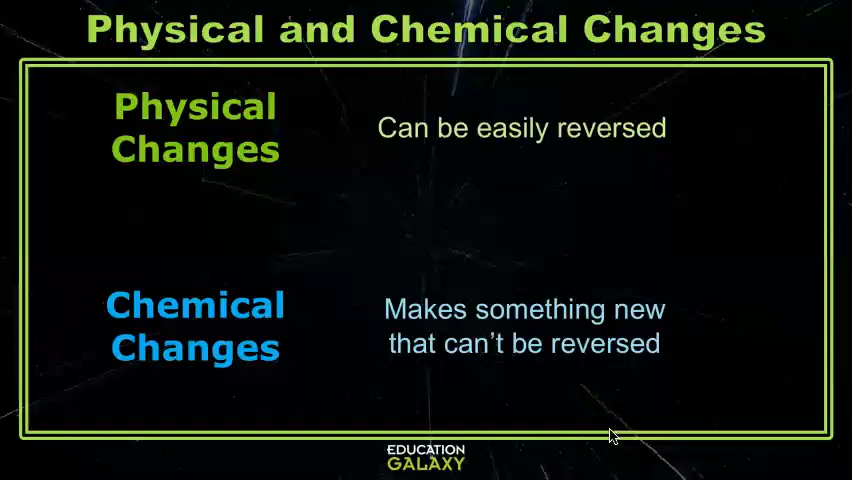 Physical and Chemical Changes
Physical
Changes
Can be easily reversed
Chemical
Changes
Makes something new
that can’t be reversed
EDUCATION
GALAXY